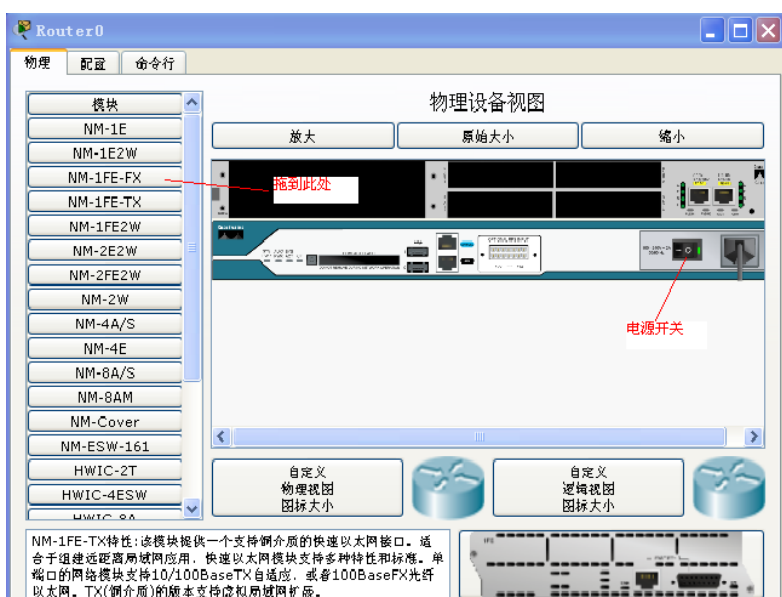 Router0
物理
配置
命令行
模块
NM-1E
NM-1E2W
NM-1FE-FX
NM-1FE-TX
NM-1FE2W
NM-2E2W
NM-2FE2W
NM-2W
NM-4A/S
NM-4E
NM-8A/S
NM-8AM
NM-Cover
NM-ESW-161
HWIC-2T
HWIC-4ESW
HWIC-8A
物理设备视图
放大
原始大小
缩小
拖到此处
电源开关
自定义
物理视图
图标大小
自定义
逻辑视图
图标大小
NM-1FE-TX特性:该模块提供一个支持铜介质的快速以太网接口。适
合于组建远距离局域网应用，快速以太网模块支持多种特性和标准。单
端口的网络模块支持10/100BaseTX自适应，或者100BaseFX光纤
以太网。TX(铜介质)的版本支持虚拟局域网扩展。